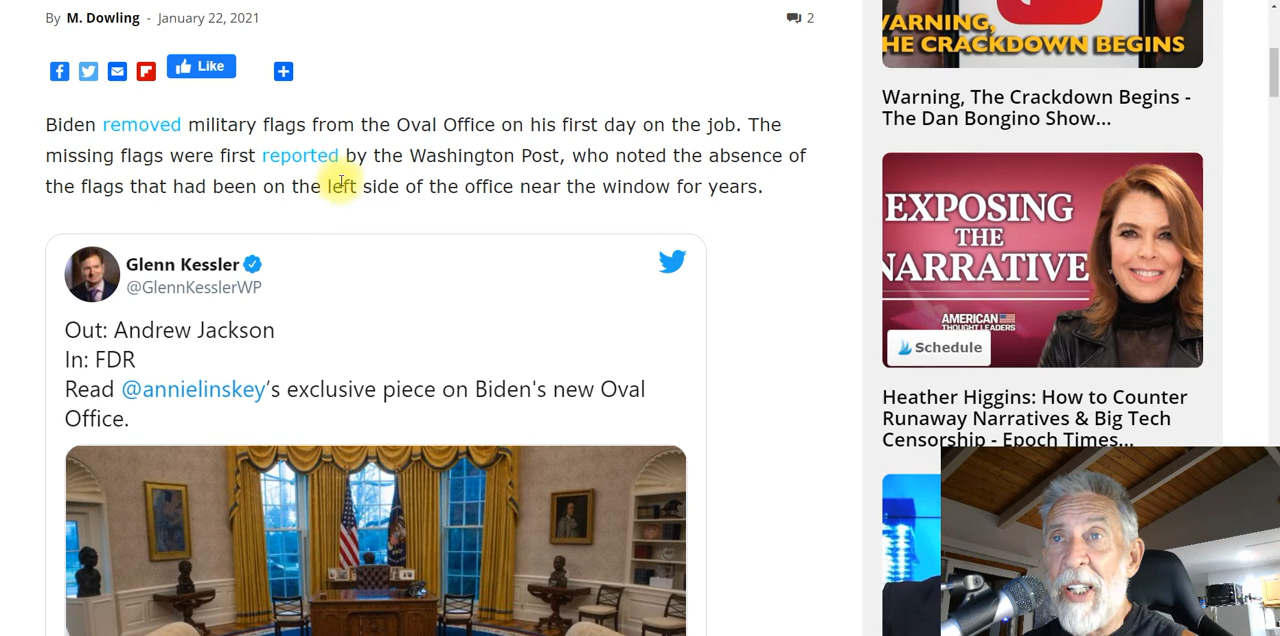 By M. Dowling - January 22, 2021
2
Like
Biden removed military flags from the Oval Office on his first day on the job. The
missing flags were first reported by the Washington Post, who noted the absence of
the flags that had been on the left side of the office near the window for years.
Glenn Kessler
@GlennKesslerWP
Out: Andrew Jackson
In: FDR
Read @annielinskey's exclusive piece on Biden's new Oval
Office.
WARNING,
HE CRACKDOWN BEGINS
Warning, The Crackdown Begins -
The Dan Bongino Show...
EXPOSING
THE
NARRATIVE
AMERICAN
THOUGHT LEADERS
Schedule
Heather Higgins: How to Counter
Runaway Narratives & Big Tech
Censorship - Epoch Times...